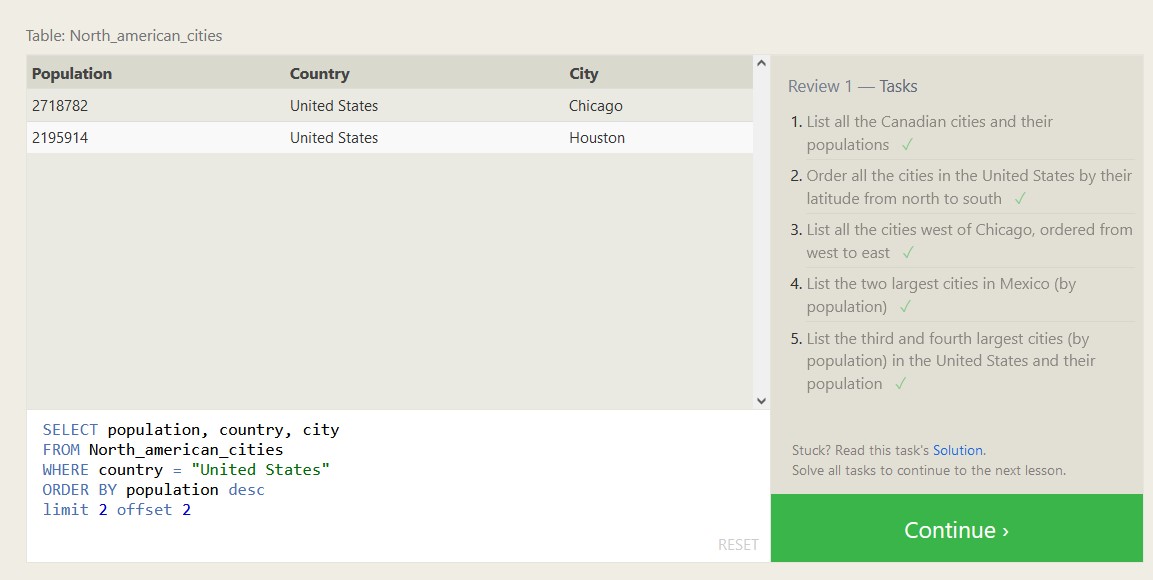 Table: North_american_cities
Population Country City
2718782 United States Chicago
2195914 United States Houston
SELECT population, country, city
FROM North_american_cities
WHERE country = "United States"
ORDER BY population desc
limit 2 offset 2
RESET
Review 1 — Tasks
1. List all the Canadian cities and their
populations ✓
2. Order all the cities in the United States by their
latitude from north to south ✓
3. List all the cities west of Chicago, ordered from
west to east ✓
4. List the two largest cities in Mexico (by
population) ✓
5. List the third and fourth largest cities (by
population) in the United States and their
population ✓
Stuck? Read this task's Solution.
Solve all tasks to continue to the next lesson.
Continue ›